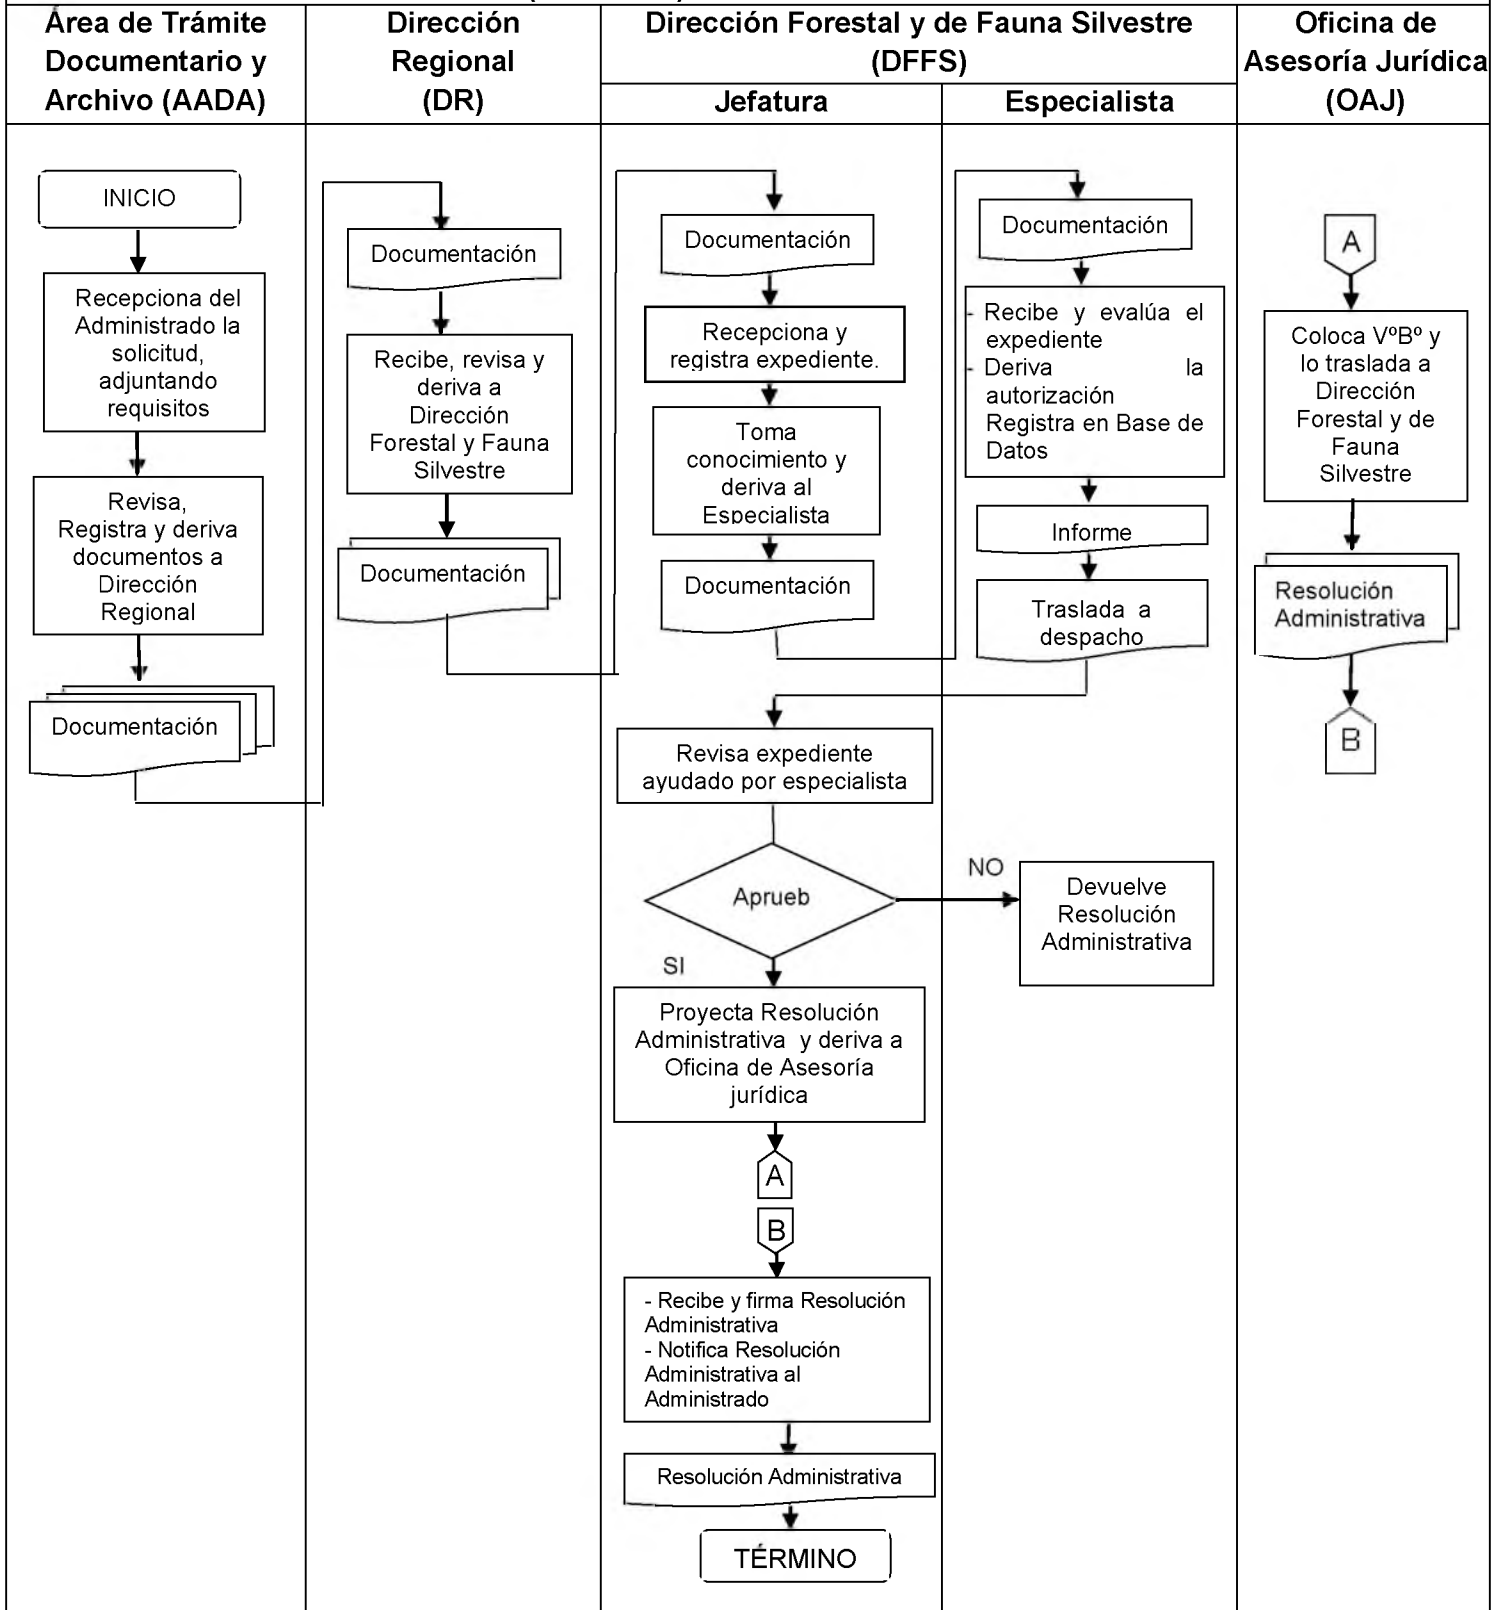 Área de Trámite
Documentario y
Archivo (AADA)
Dirección
Regional
(DR)
Dirección Forestal y de Fauna Silvestre
(DFFS)
Jefatura
Especialista
Oficina de
Asesoría Jurídica
(OAJ)
INICIO
Recepciona del
Administrado la
solicitud,
adjuntando
requisitos
Revisa,
Registra y deriva
documentos a
Dirección
Regional
Documentación
Documentación
Recibe, revisa y
deriva a
Dirección
Forestal y Fauna
Silvestre
Documentación
Documentación
Recepciona y
registra expediente.
Toma
conocimiento y
deriva al
Especialista
Documentación
Documentación
- Recibe y evalúa el
expediente
- Deriva la
autorización
Registra en Base de
Datos
Informe
Traslada a
despacho
Revisa expediente
ayudado por especialista
Aprueb
NO
Devuelve
Resolución
Administrativa
SI
Proyecta Resolución
Administrativa y deriva a
Oficina de Asesoría
jurídica
A
B
- Recibe y firma Resolución
Administrativa
- Notifica Resolución
Administrativa al
Administrado
Resolución Administrativa
TÉRMINO
A
Coloca VºBº y
lo traslada a
Dirección
Forestal y de
Fauna
Silvestre
Resolución
Administrativa
B